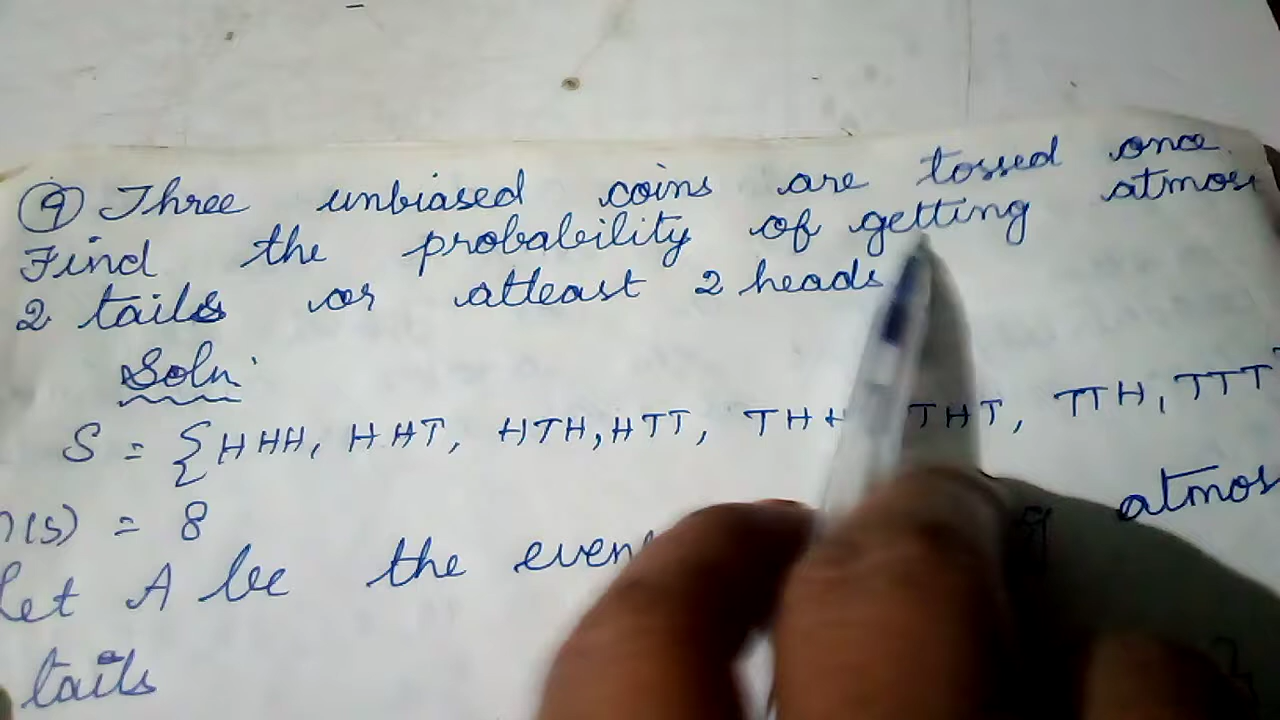 9 Three unbiased coins are tossed once.
Find the probability of getting atmos
2 tails or atleast 2 heads
Soln
S = {HHH, HHT, HTH, HTT, TH THT, TTH, TTT
n(s) = 8
Let A be the even atmos
tails